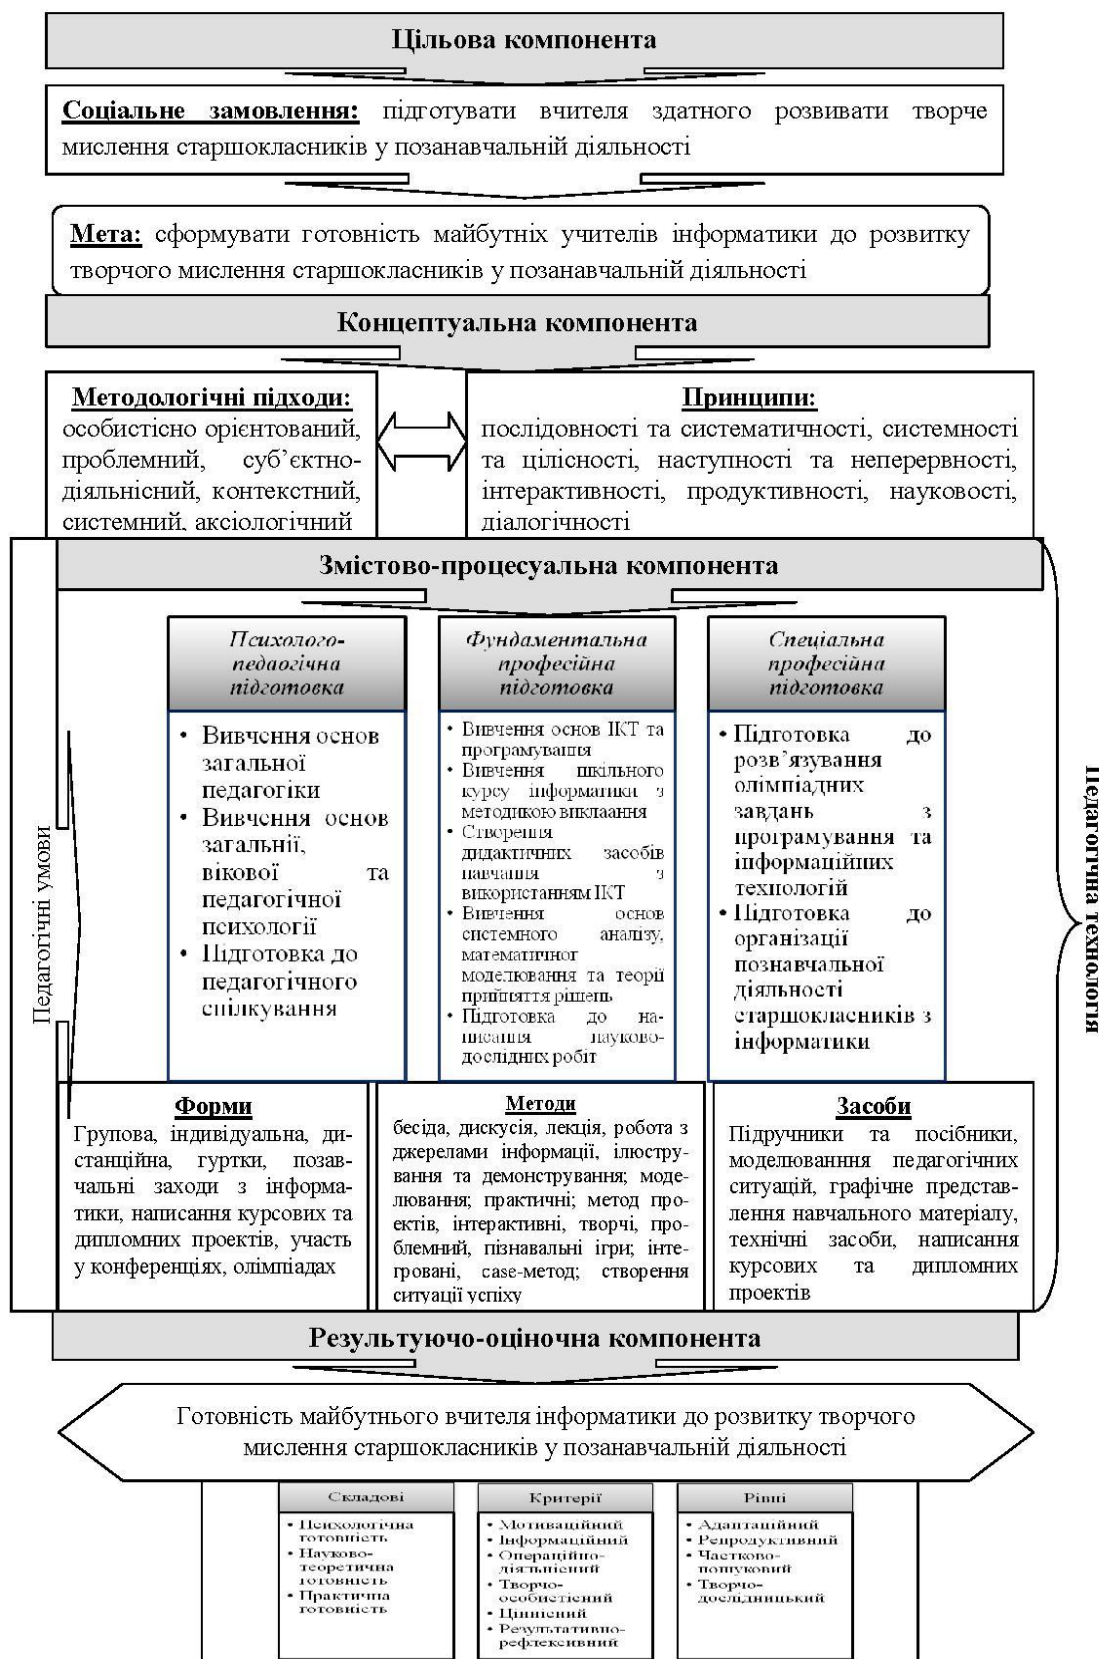 Цільова компонента
Соціальне замовлення: підготувати вчителя здатного розвивати творче
мислення старшокласників у позанавчальній діяльності
Мета: сформувати готовність майбутніх учителів інформатики до розвитку
творчого мислення старшокласників у позанавчальній діяльності
Концептуальна компонента
Методологічні підходи:
особистісно орієнтований,
проблемний, суб’єктно-
діяльнісний, контекстний,
системний, аксіологічний
Принципи:
послідовності та систематичності, системності
та цілісності, наступності та неперервності,
інтерактивності, продуктивності, науковості,
діалогічності
Змістово-процесуальна компонента
Педагогічні умови
Психолого-
педаогічна
підготовка
• Вивчення основ
загальної
педагогіки
• Вивчення основ
загальнії,
вікової та
педагогічної
психології
• Підготовка до
педагогічного
спілкування
Фундаментальна
професійна
підготовка
• Вивчення основ ІКТ та
програмування
• Вивчення шкільного
курсу інформатики з
методикою виклаання
• Створення
дидактичних засобів
навчання з
використанням ІКТ
• Вивчення основ
системного аналізу,
математичног
моделювання та теорії
прийняття рішень
• Підготовка до на-
писання науково-
дослідних робіт
Спеціальна
професійна
підготовка
• Підготовка до
розв’язування
олімпіадних
завдань з
програмування та
інформаційних
технологій
• Підготовка до
організації
познавчальної
діяльності
старшокласників з
інформатики
Педагогічна технологія
Форми
Групова, індивідуальна, ди-
станційна, гуртки, позав-
чальні заходи з інформа-
тики, написання курсових та
дипломних проектів, участь
у конференціях, олімпіадах
Методи
бесіда, дискусія, лекція, робота з
джерелами інформації, ілюстру-
вання та демонстрування; моде-
лювання; практичні; метод про-
ектів, інтерактивні, творчі, про-
блемний, пізнавальні ігри; інте-
гровані, case-метод; створення
ситуації успіху
Засоби
Підручники та посібники,
моделюванння педагогічних
ситуацій, графічне представ-
лення навчального матеріалу,
технічні засоби, написання
курсових та дипломних
проектів
Результуючо-оціночна компонента
Готовність майбутнього вчителя інформатики до розвитку творчого
мислення старшокласників у позанавчальній діяльності
Складові
• Психологічна
готовність
• Науково-
теоретична
готовність
• Практична
готовність
Критерії
• Мотиваційний
• Інформаційний
• Операційно-
діяльнісний
• Творчо-
особистісний
• Ціннісний
• Результативно-
рефлексивний
Рівні
• Адаптаційний
• Репродуктивний
• Частково-
пошуковий
• Творчо-
дослідницький